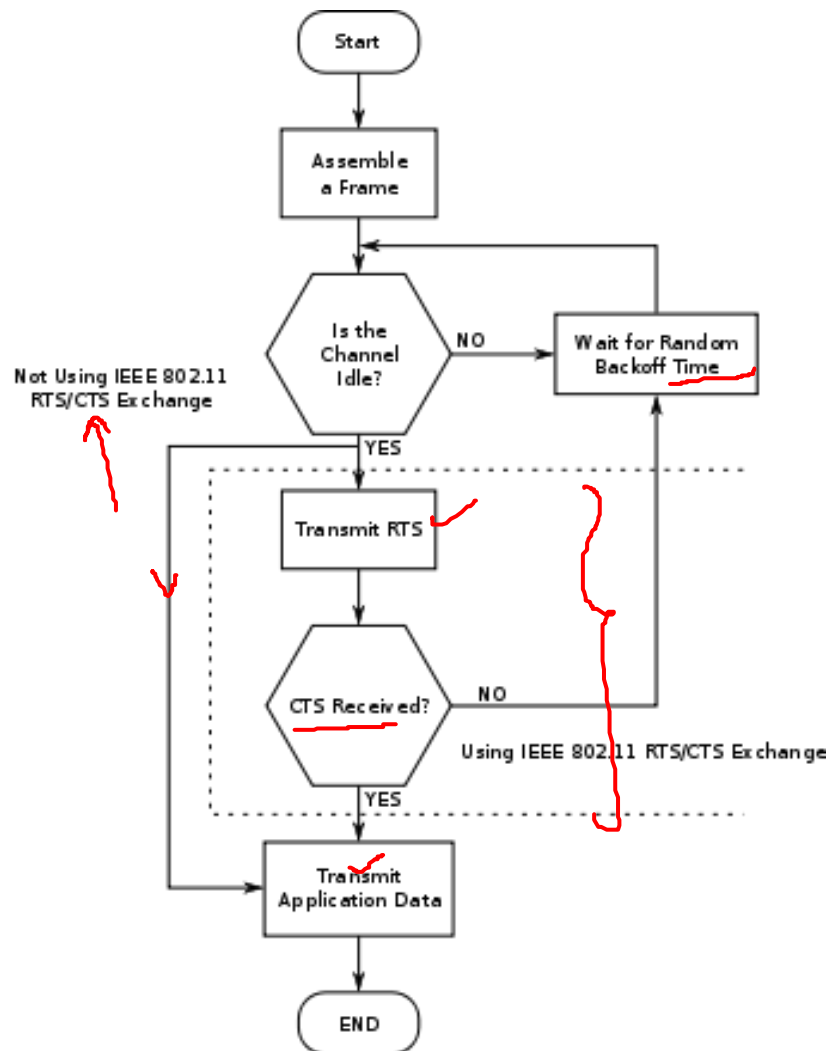 Start
Assemble
a Frame
Is the
Channel
Idle?
NO
Wait for Random
Backoff Time
Not Using IEEE 802.11
RTS/CTS Exchange
YES
Transmit RTS
CTS Received?
NO
Using IEEE 802.11 RTS/CTS Exchange
YES
Transmit
Application Data
END